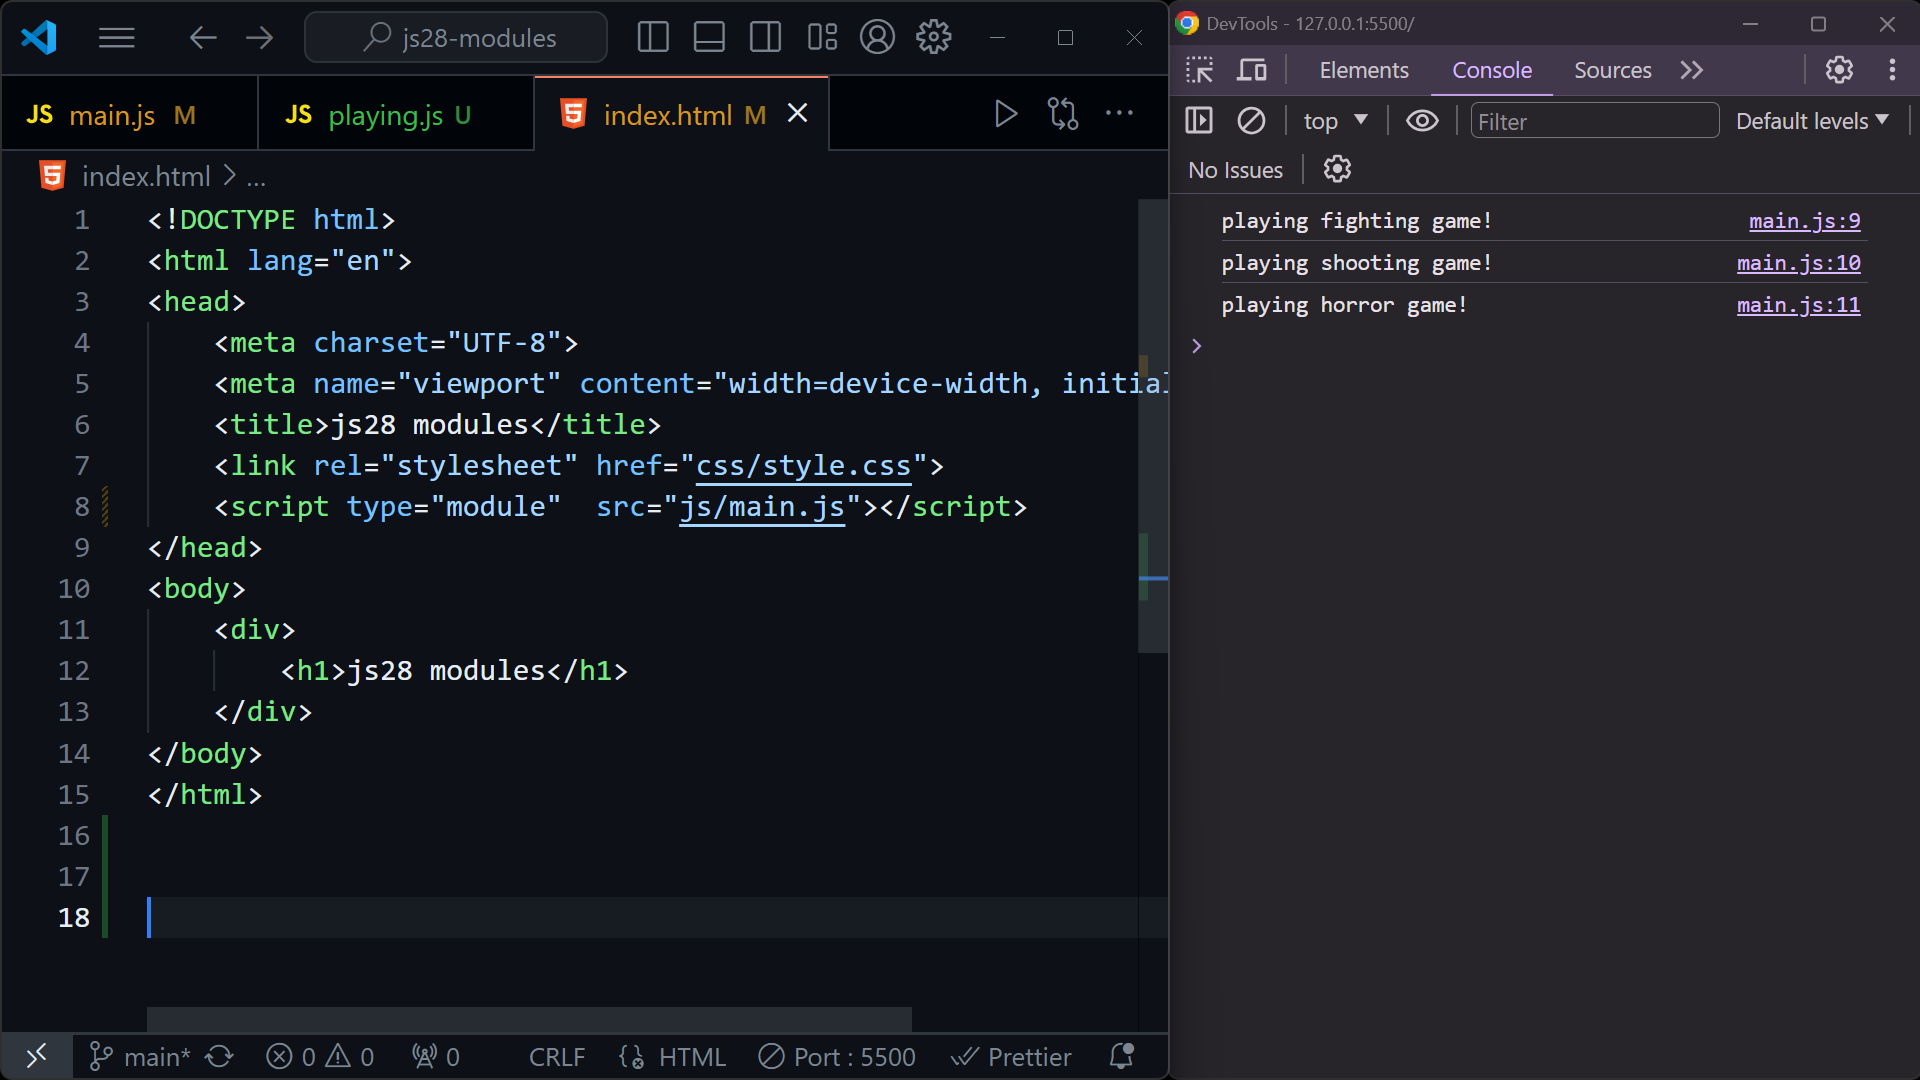 js28-modules
JS main.js M
JS playing.js U
index.html M
index.html > ...
1 <!DOCTYPE html>
2 <html lang="en">
3 <head>
4 <meta charset="UTF-8">
5 <meta name="viewport" content="width=device-width, initial
6 <title>js28 modules</title>
7 <link rel="stylesheet" href="css/style.css">
8 <script type="module"  src="js/main.js"></script>
9 </head>
10 <body>
11 <div>
12 <h1>js28 modules</h1>
13 </div>
14 </body>
15 </html>
16
17
18
main* 0 0 0 CRLF HTML Port : 5500 Prettier
DevTools - 127.0.0.1:5500/
Elements Console Sources
top Filter Default levels
No Issues
playing fighting game! main.js:9
playing shooting game! main.js:10
playing horror game! main.js:11